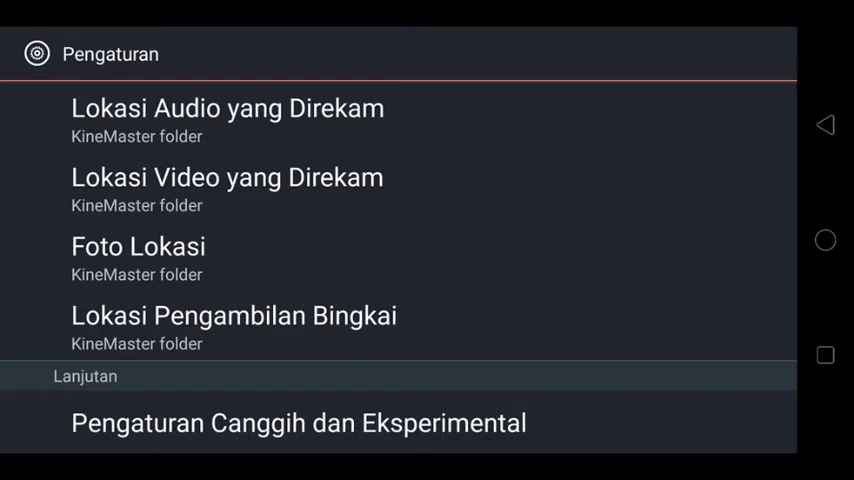 Pengaturan
Lokasi Audio yang Direkam
KineMaster folder
Lokasi Video yang Direkam
KineMaster folder
Foto Lokasi
KineMaster folder
Lokasi Pengambilan Bingkai
KineMaster folder
Lanjutan
Pengaturan Canggih dan Eksperimental